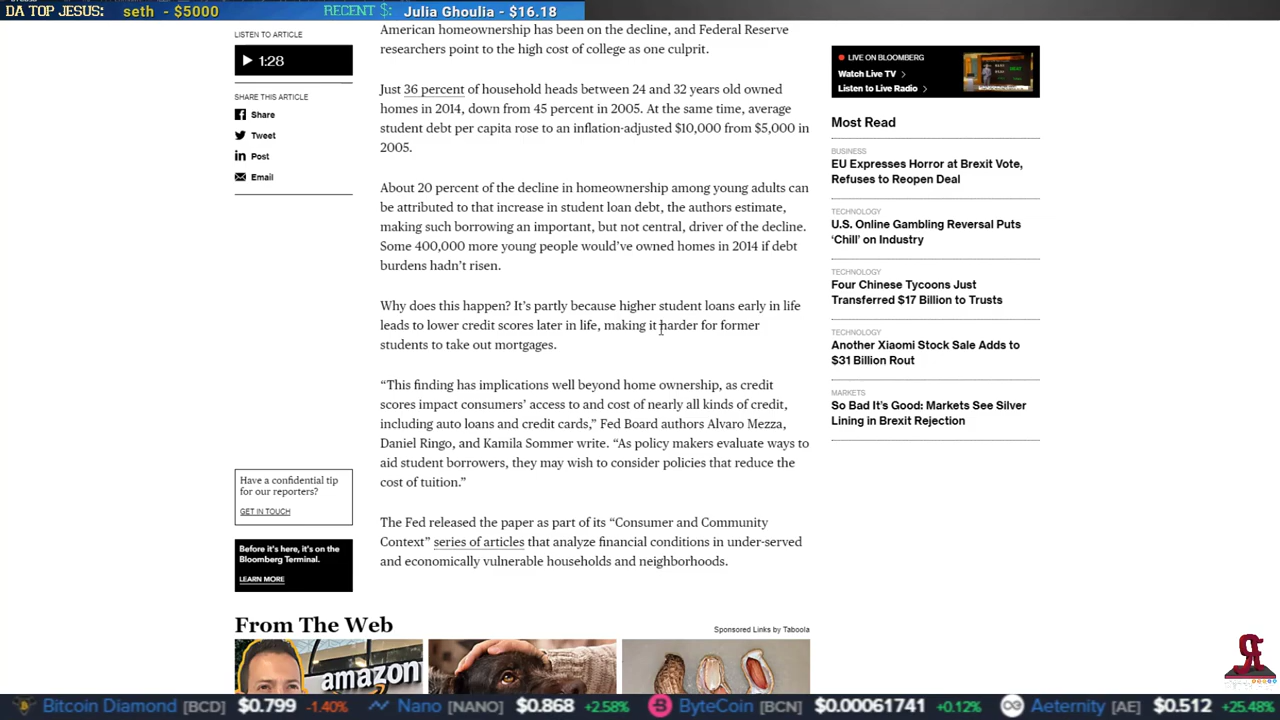 DA TOP JESUS: seth - $5000 RECENT $: Julia Ghoulia - $16.18
LISTEN TO ARTICLE
1:28
SHARE THIS ARTICLE
Share
Tweet
Post
Email
American homeownership has been on the decline, and Federal Reserve
researchers point to the high cost of college as one culprit.
Just 36 percent of household heads between 24 and 32 years old owned
homes in 2014, down from 45 percent in 2005. At the same time, average
student debt per capita rose to an inflation-adjusted $10,000 from $5,000 in
2005.
About 20 percent of the decline in homeownership among young adults can
be attributed to that increase in student loan debt, the authors estimate,
making such borrowing an important, but not central, driver of the decline.
Some 400,000 more young people would've owned homes in 2014 if debt
burdens hadn't risen.
Why does this happen? It's partly because higher student loans early in life
leads to lower credit scores later in life, making it harder for former
students to take out mortgages.
“This finding has implications well beyond home ownership, as credit
scores impact consumers' access to and cost of nearly all kinds of credit,
including auto loans and credit cards,” Fed Board authors Alvaro Mezza,
Daniel Ringo, and Kamila Sommer write. “As policy makers evaluate ways to
aid student borrowers, they may wish to consider policies that reduce the
cost of tuition.”
The Fed released the paper as part of its “Consumer and Community
Context” series of articles that analyze financial conditions in under-served
and economically vulnerable households and neighborhoods.
Have a confidential tip
for our reporters?
GET IN TOUCH
Before it's here, it's on the
Bloomberg Terminal.
LEARN MORE
LIVE ON BLOOMBERG
Watch Live TV
Listen to Live Radio
Most Read
BUSINESS
EU Expresses Horror at Brexit Vote,
Refuses to Reopen Deal
TECHNOLOGY
U.S. Online Gambling Reversal Puts
‘Chill’ on Industry
TECHNOLOGY
Four Chinese Tycoons Just
Transferred $17 Billion to Trusts
TECHNOLOGY
Another Xiaomi Stock Sale Adds to
$31 Billion Rout
MARKETS
So Bad It's Good: Markets See Silver
Lining in Brexit Rejection
From The Web
Sponsored Links by Taboola
amazon
Bitcoin Diamond [BCD] $0.799 -1.40% Nano [NANO] $0.868 +2.58% ByteCoin [BCN] $0.00061741 +0.12% Aeternity [AE] $0.512 +25.48%